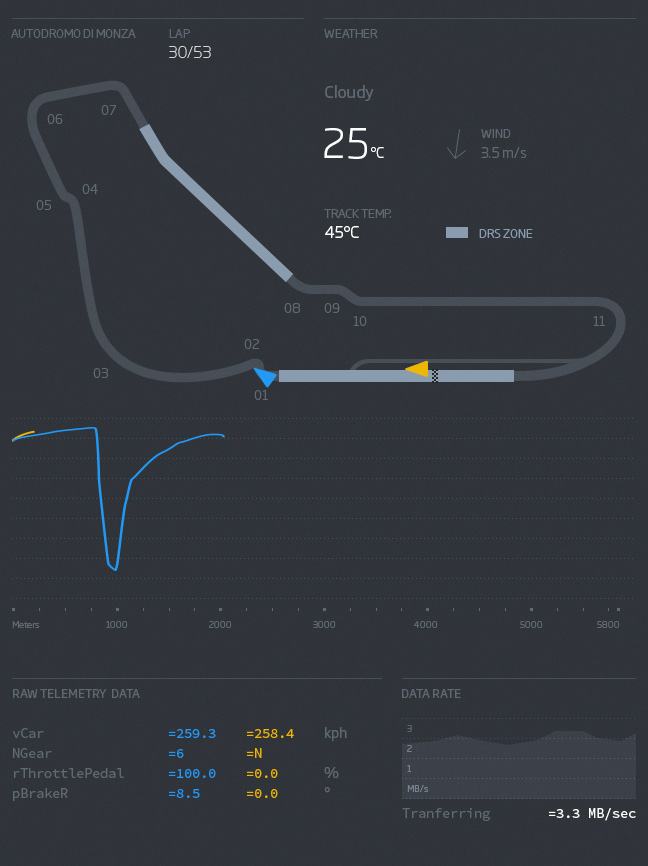 AUTODROMO DI MONZA
LAP
30/53
WEATHER
Cloudy
25°C
WIND
3.5 m/s
TRACK TEMP.
45°C
DRS ZONE
07
06
04
05
08
09
10
11
02
03
01
Meters 1000 2000 3000 4000 5000 5800
RAW TELEMETRY DATA
vCar =259.3 =258.4 kph
NGear =6 =N
rThrottlePedal =100.0 =0.0 %
pBrakeR =8.5 =0.0 °
DATA RATE
3
2
1
MB/s
Tranferring =3.3 MB/sec